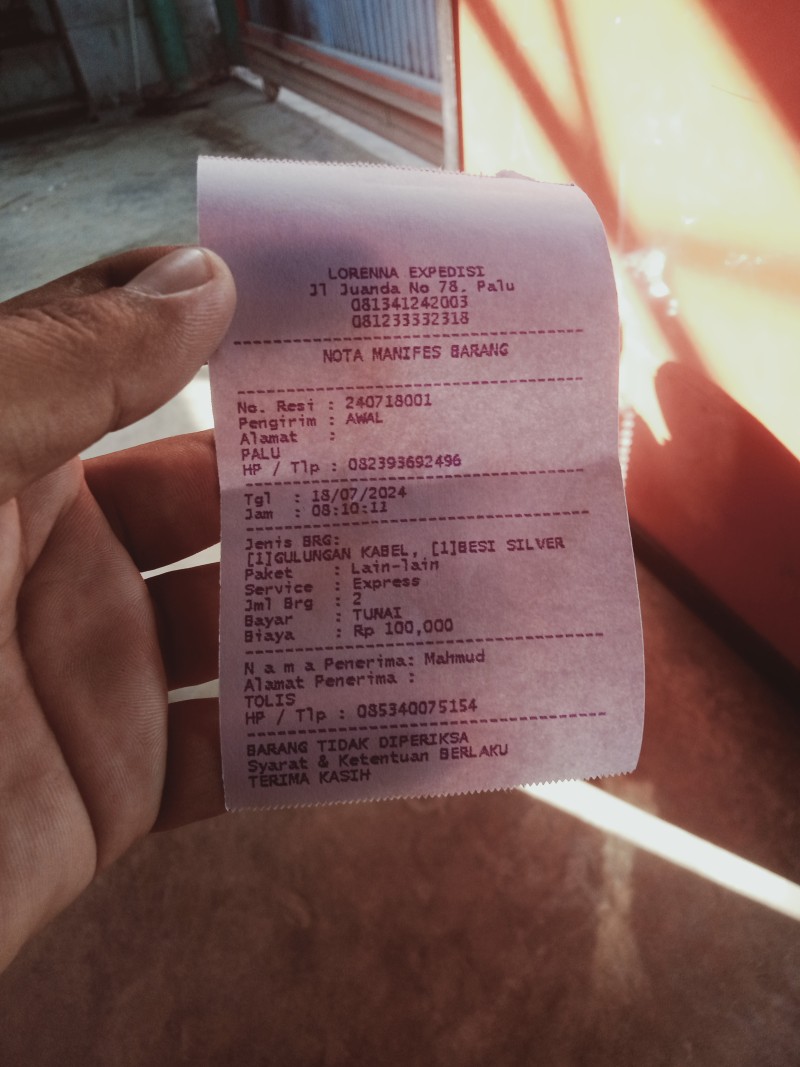 LORENNA EXPEDISI
Jl Juanda No 78. Palu
081341242003
081233332318
NOTA MANIFES BARANG
No. Resi : 240718001
Pengirim : AWAL
Alamat :
PALU
HP / Tlp : 082393692496
Tgl : 18/07/2024
Jam : 08:10:11
Jenis BRG:
[1]GULUNGAN KABEL, [1]BESI SILVER
Paket : Lain-lain
Service : Express
Jml Brg : 2
Bayar : TUNAI
Biaya : Rp 100,000
N a m a Penerima: Mahmud
Alamat Penerima :
TOLIS
HP / Tlp : 085340075154
BARANG TIDAK DIPERIKSA
Syarat & Ketentuan BERLAKU
TERIMA KASIH